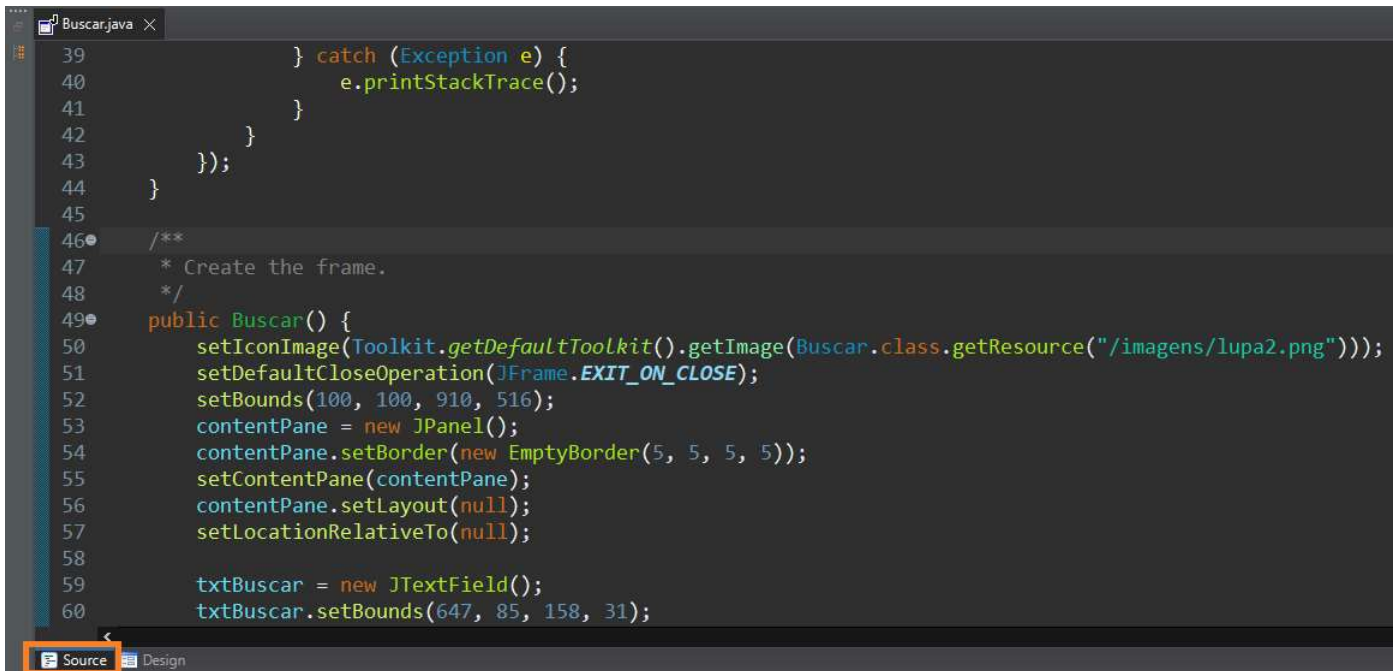 Buscar.java
39 } catch (Exception e) {
40 e.printStackTrace();
41 }
42 }
43 });
44 }
45
46 /**
47 * Create the frame.
48 */
49 public Buscar() {
50 setIconImage(Toolkit.getDefaultToolkit().getImage(Buscar.class.getResource("/imagens/lupa2.png")));
51 setDefaultCloseOperation(JFrame.EXIT_ON_CLOSE);
52 setBounds(100, 100, 910, 516);
53 contentPane = new JPanel();
54 contentPane.setBorder(new EmptyBorder(5, 5, 5, 5));
55 setContentPane(contentPane);
56 contentPane.setLayout(null);
57 setLocationRelativeTo(null);
58
59 txtBuscar = new JTextField();
60 txtBuscar.setBounds(647, 85, 158, 31);
Source Design